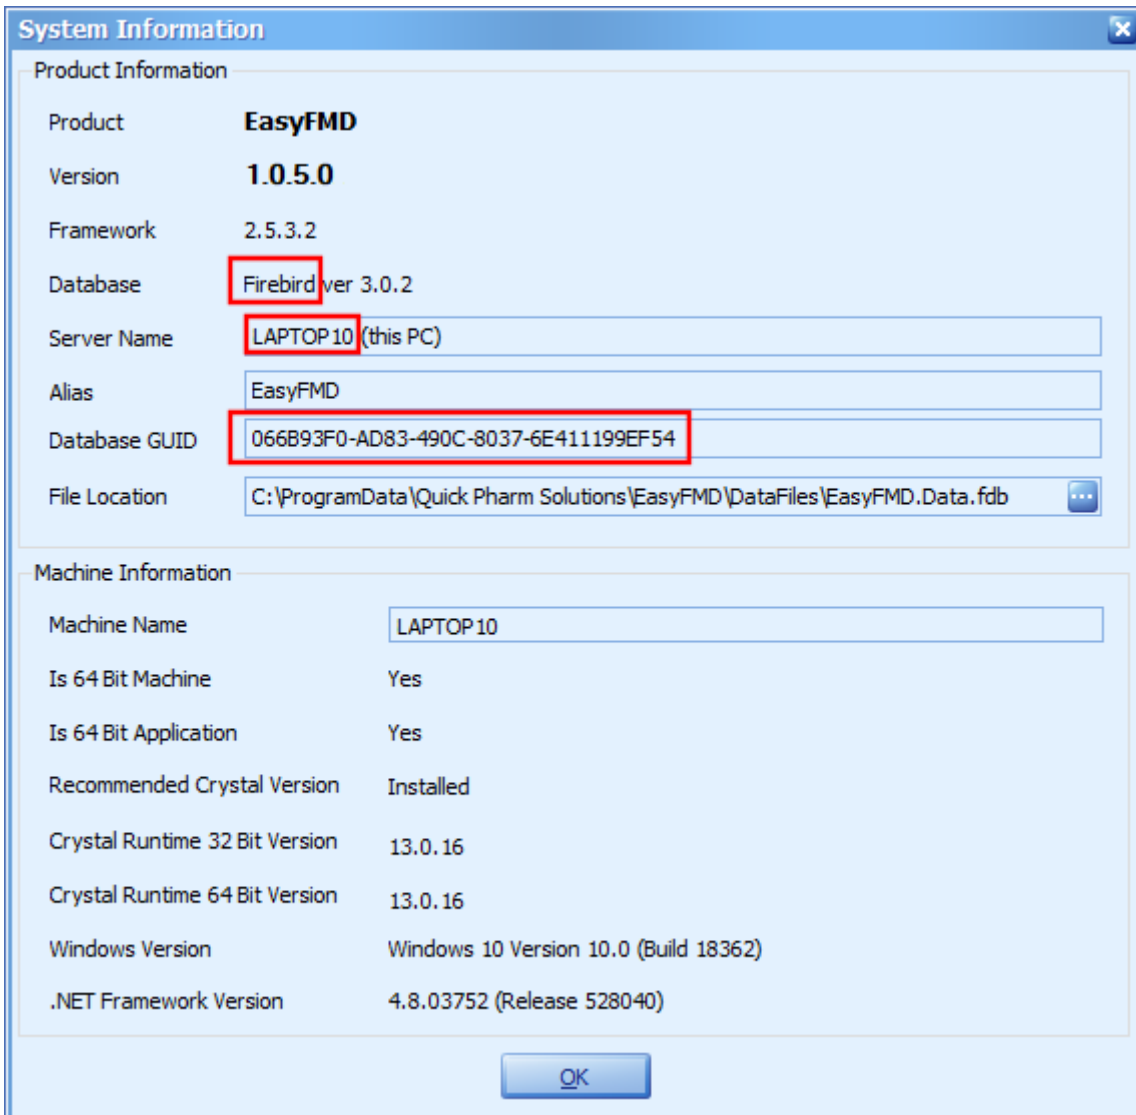 System Information
Product Information
Product EasyFMD
Version 1.0.5.0
Framework 2.5.3.2
Database Firebird ver 3.0.2
Server Name LAPTOP10 (this PC)
Alias EasyFMD
Database GUID 066B93F0-AD83-490C-8037-6E411199EF54
File Location C:\ProgramData\Quick Pharm Solutions\EasyFMD\DataFiles\EasyFMD.Data.fdb ...
Machine Information
Machine Name LAPTOP10
Is 64 Bit Machine Yes
Is 64 Bit Application Yes
Recommended Crystal Version Installed
Crystal Runtime 32 Bit Version 13.0.16
Crystal Runtime 64 Bit Version 13.0.16
Windows Version Windows 10 Version 10.0 (Build 18362)
.NET Framework Version 4.8.03752 (Release 528040)
OK